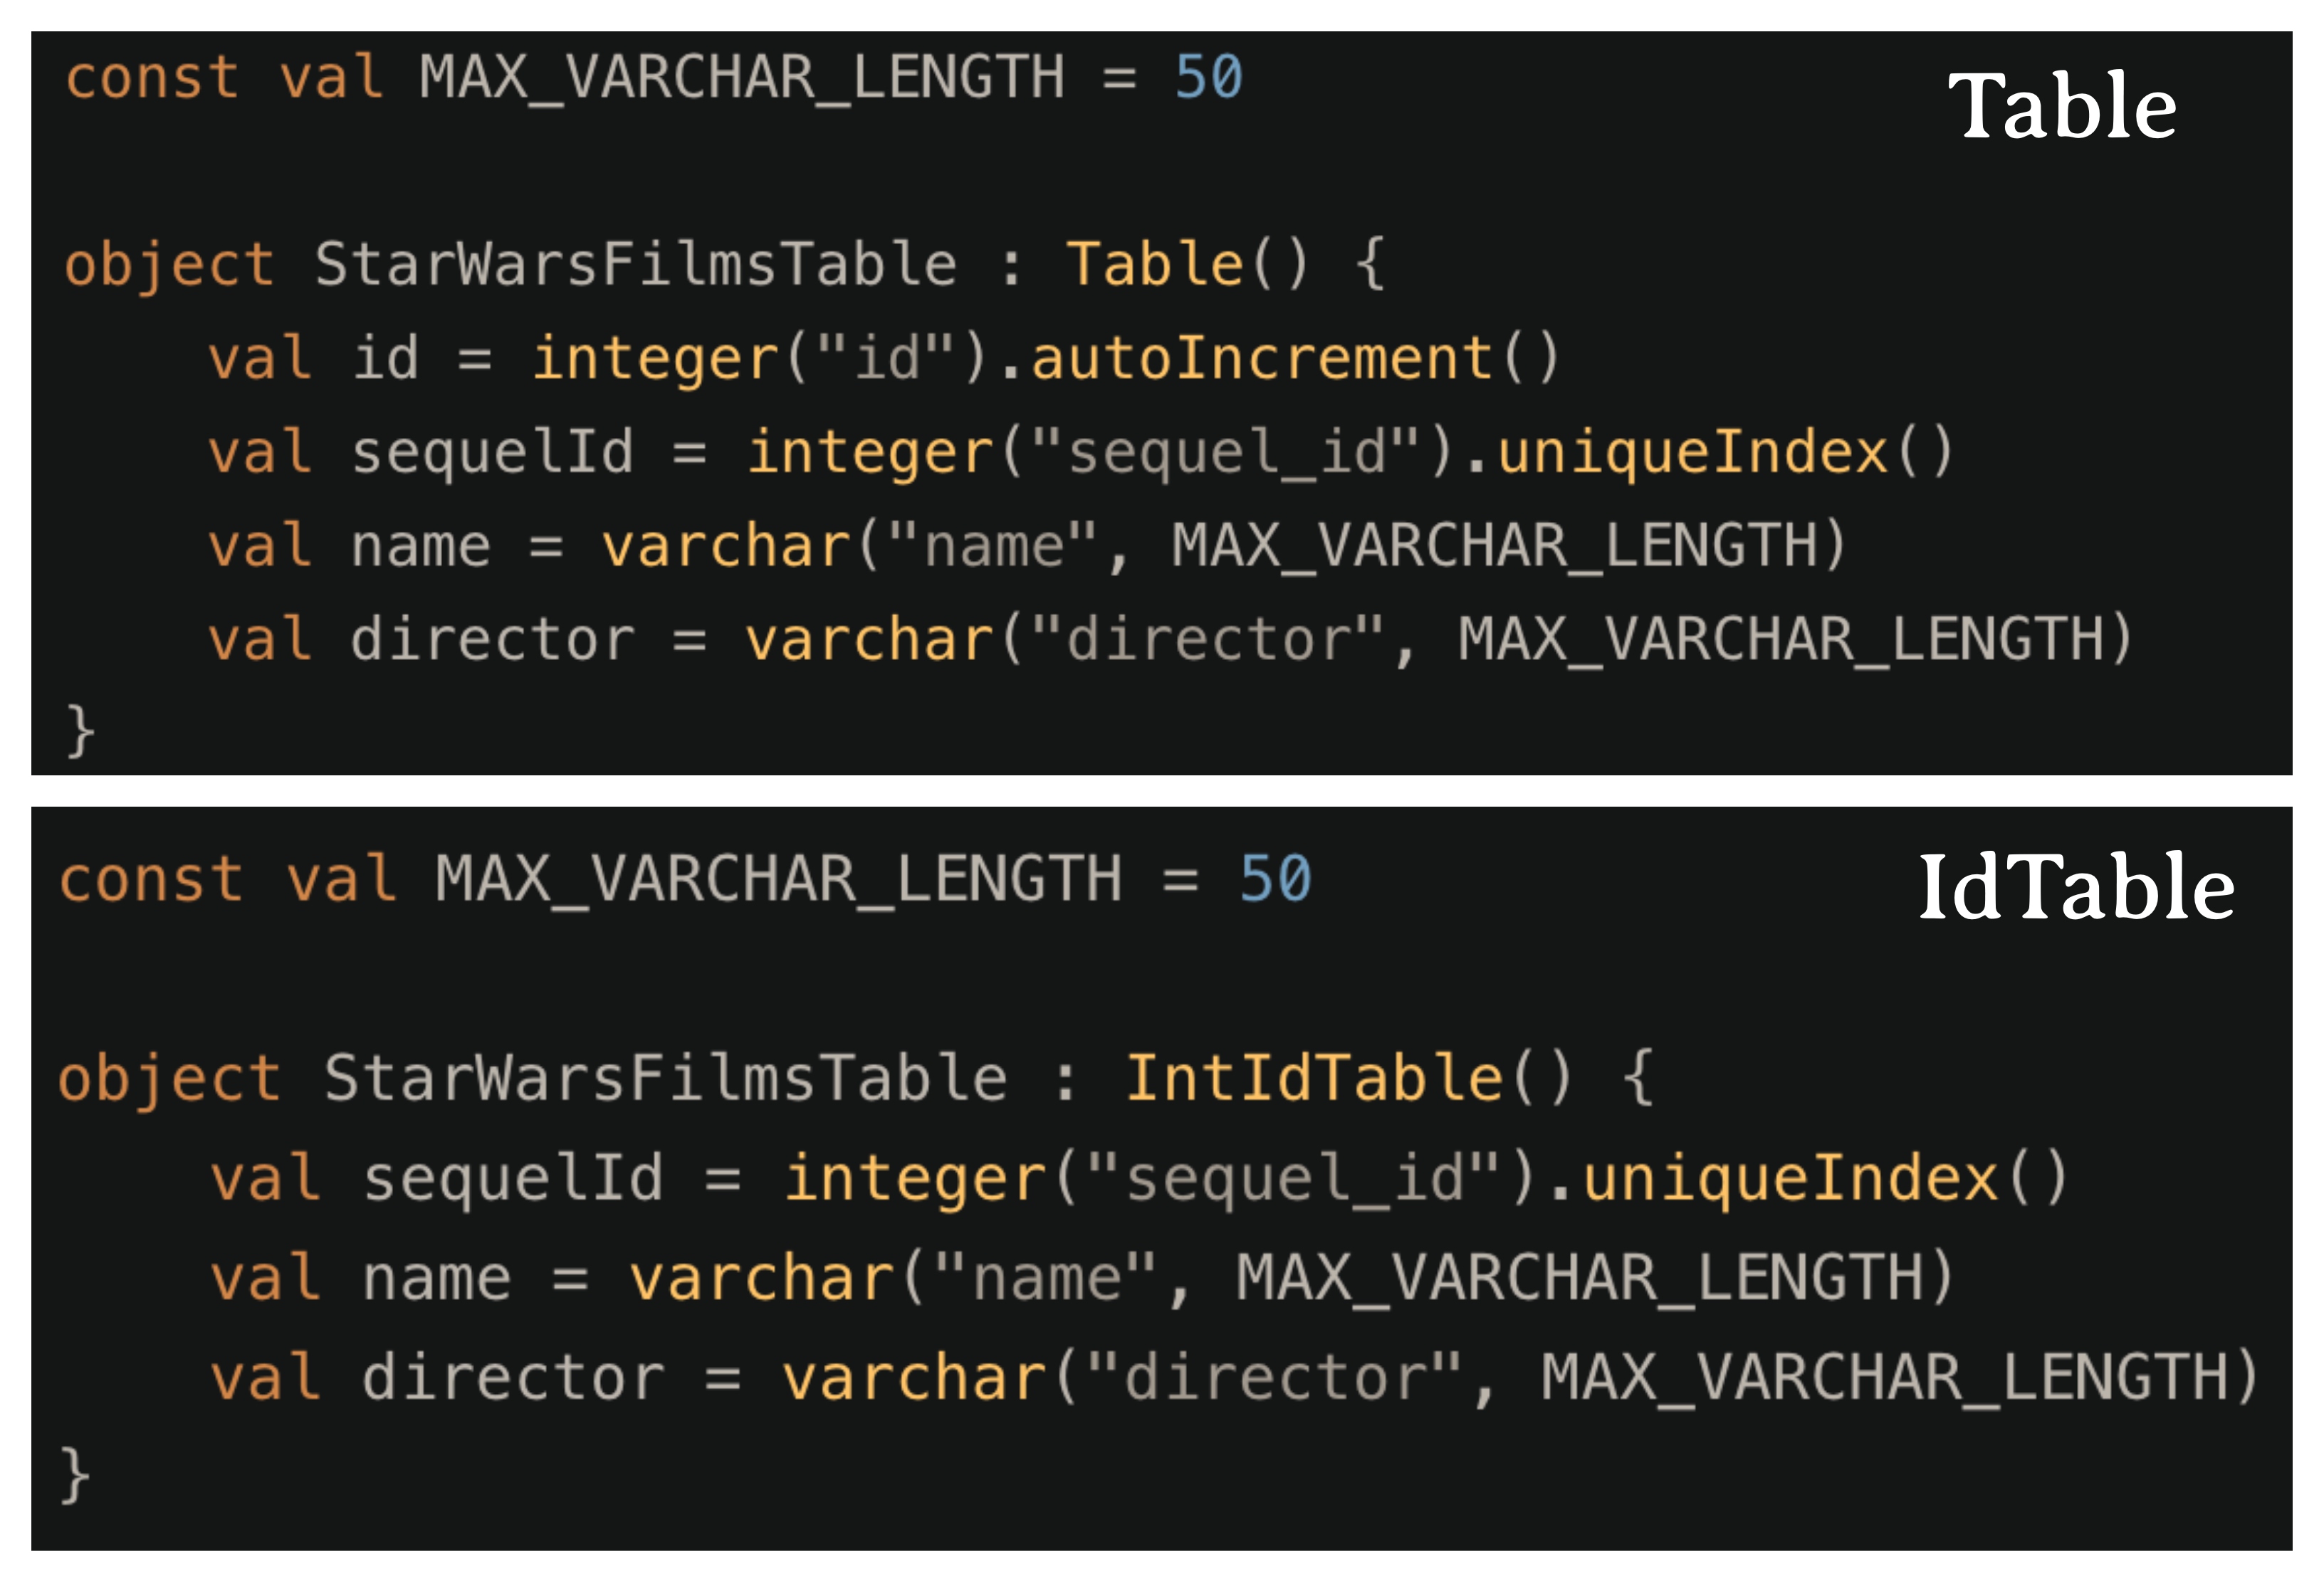 const val MAX_VARCHAR_LENGTH = 50
Table
object StarWarsFilmsTable : Table() {
    val id = integer("id").autoIncrement()
    val sequelId = integer("sequel_id").uniqueIndex()
    val name = varchar("name", MAX_VARCHAR_LENGTH)
    val director = varchar("director", MAX_VARCHAR_LENGTH)
}
const val MAX_VARCHAR_LENGTH = 50
IdTable
object StarWarsFilmsTable : IntIdTable() {
    val sequelId = integer("sequel_id").uniqueIndex()
    val name = varchar("name", MAX_VARCHAR_LENGTH)
    val director = varchar("director", MAX_VARCHAR_LENGTH)
}